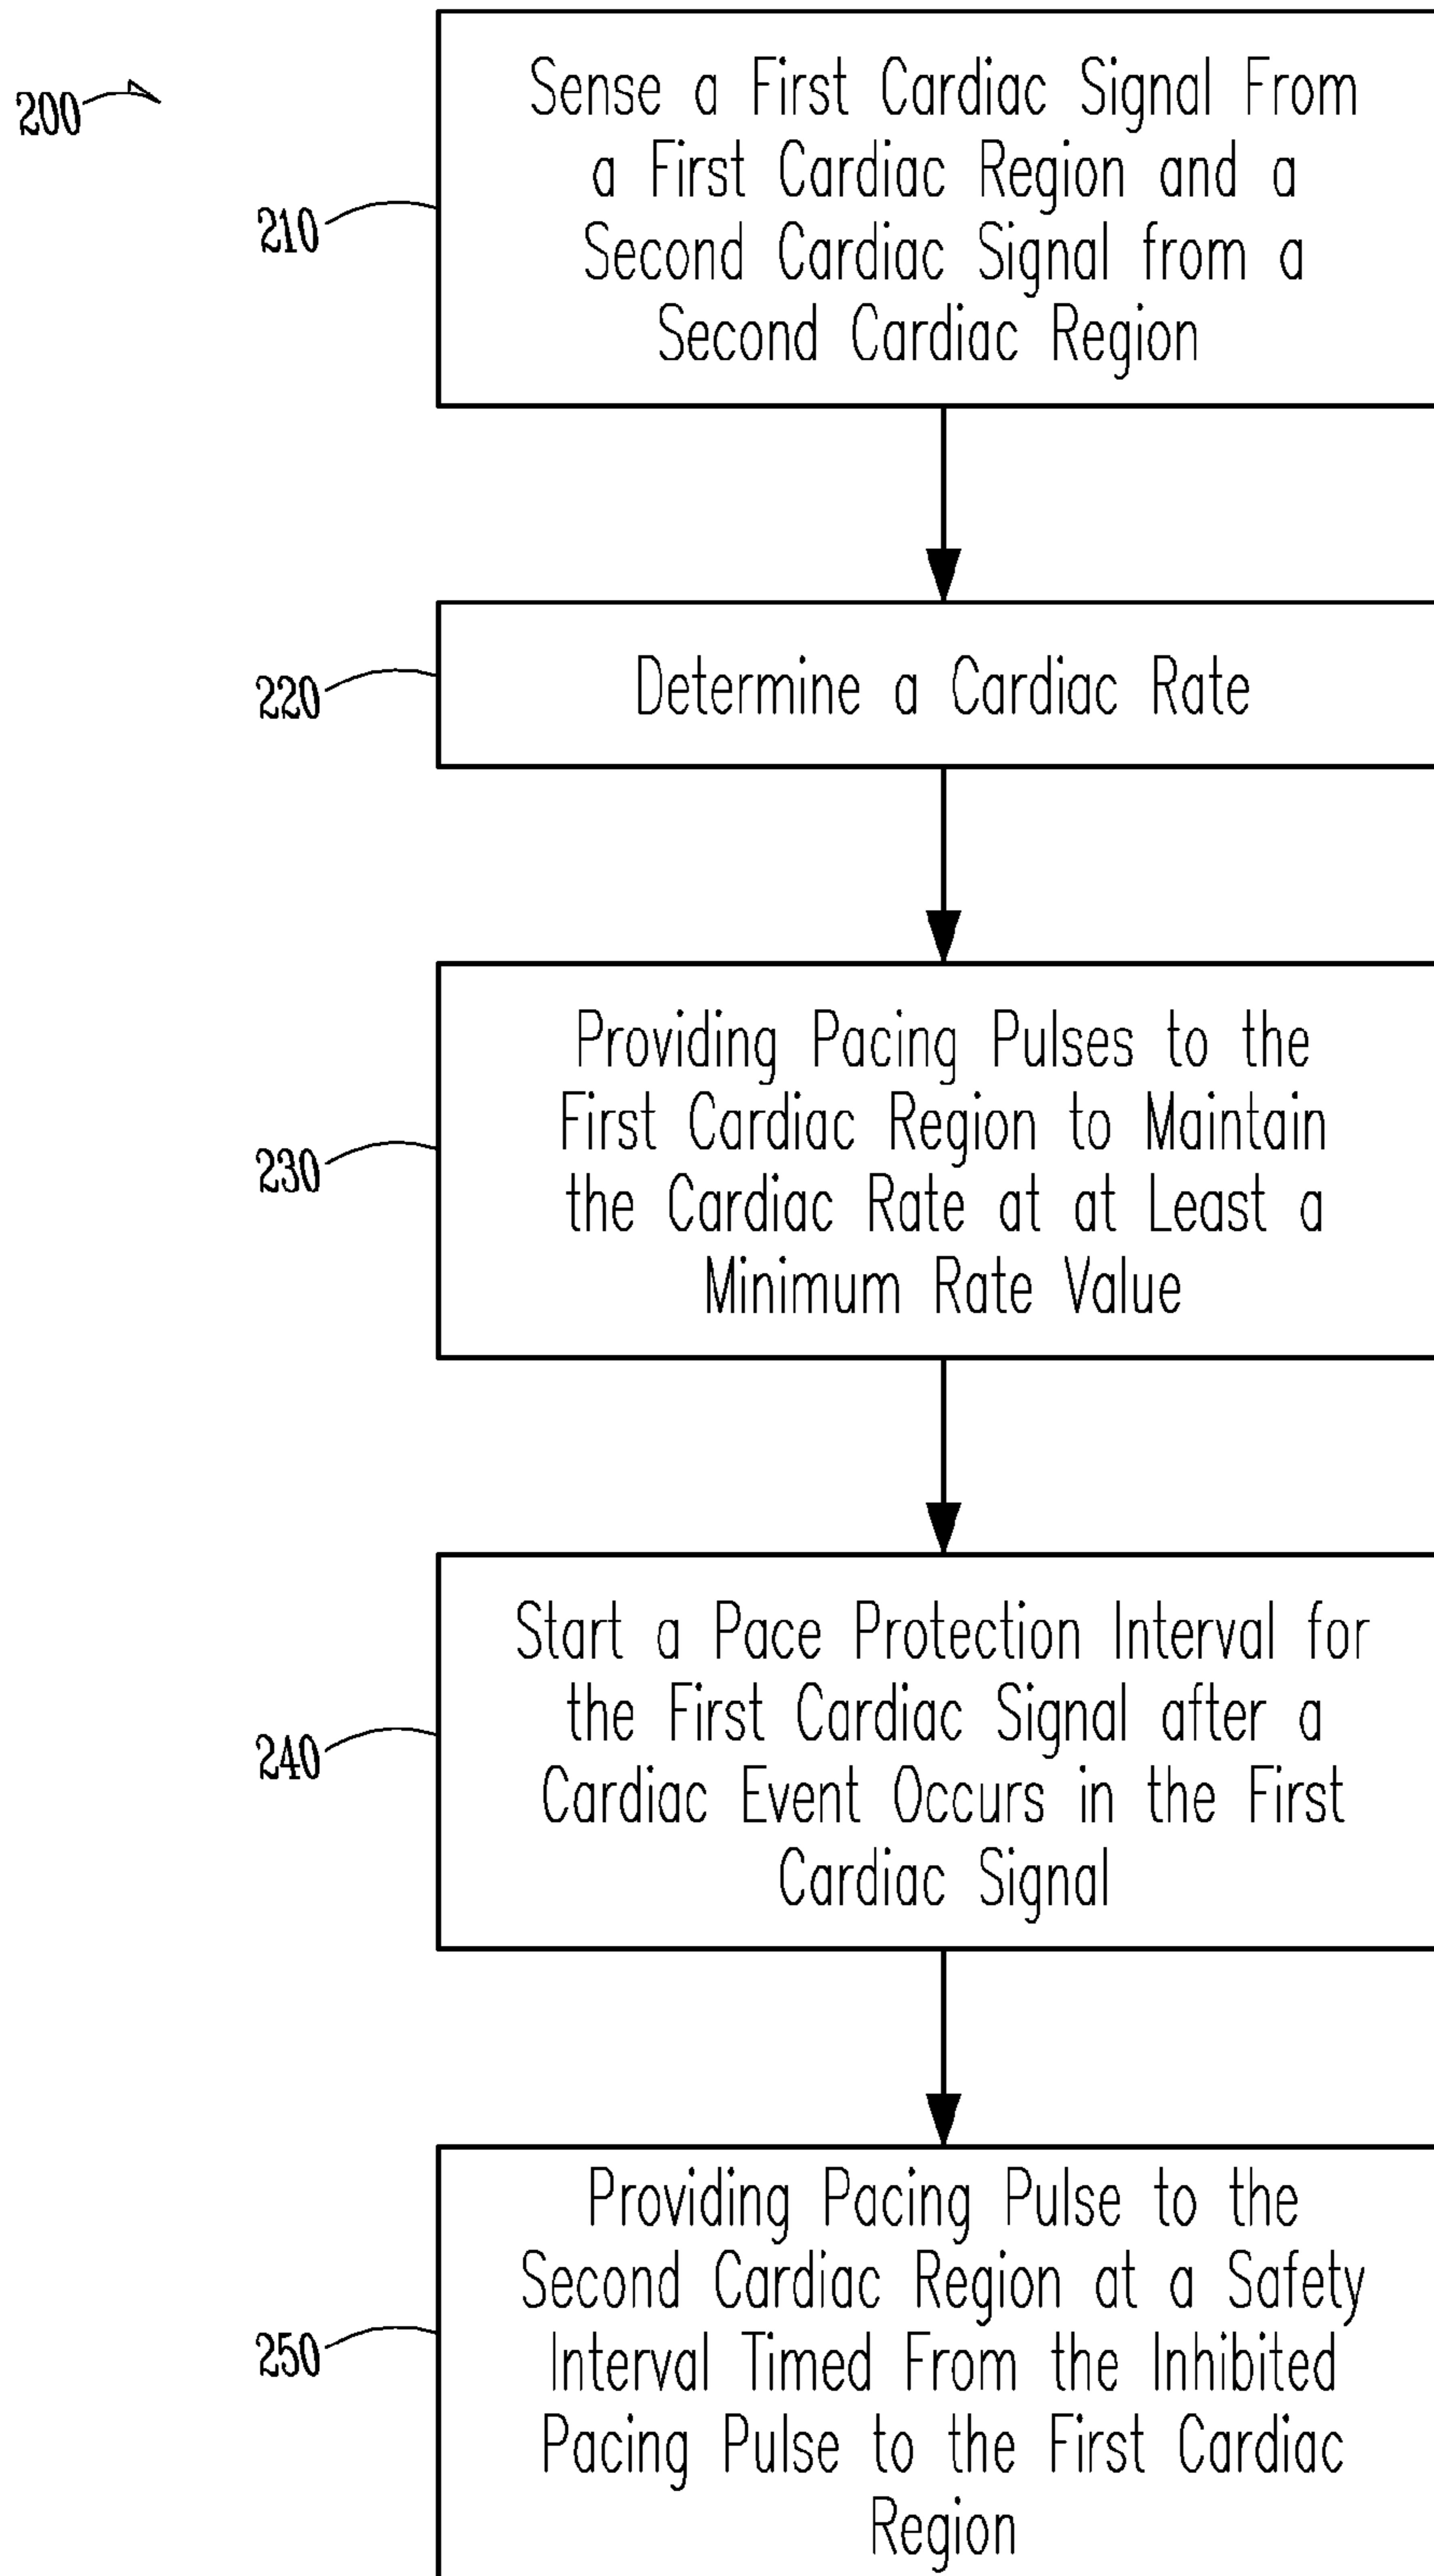 200
210
Sense a First Cardiac Signal From
a First Cardiac Region and a
Second Cardiac Signal from a
Second Cardiac Region
220
Determine a Cardiac Rate
230
Providing Pacing Pulses to the
First Cardiac Region to Maintain
the Cardiac Rate at at Least a
Minimum Rate Value
240
Start a Pace Protection Interval for
the First Cardiac Signal after a
Cardiac Event Occurs in the First
Cardiac Signal
250
Providing Pacing Pulse to the
Second Cardiac Region at a Safety
Interval Timed From the Inhibited
Pacing Pulse to the First Cardiac
Region